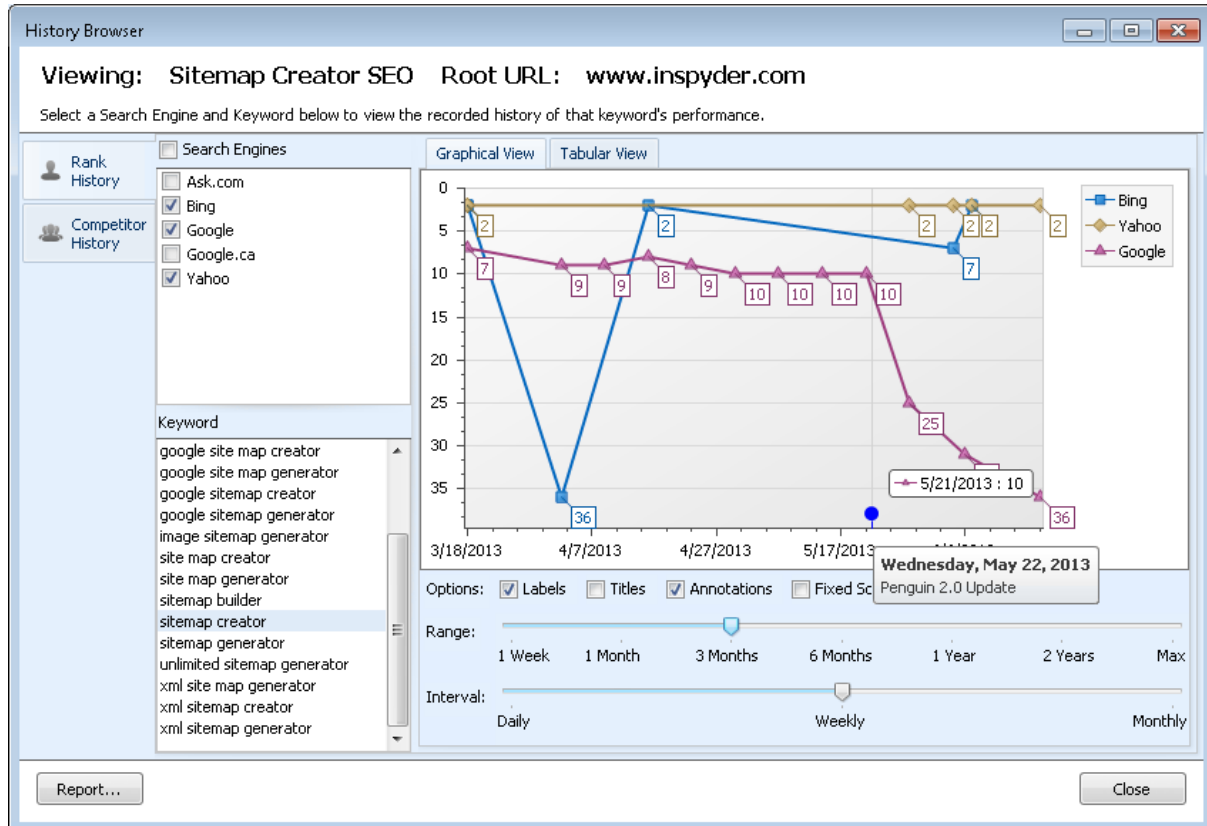 History Browser
Viewing: Sitemap Creator SEO Root URL: www.inspyder.com
Select a Search Engine and Keyword below to view the recorded history of that keyword's performance.
Rank
History
Competitor
History
Search Engines
Ask.com
Bing
Google
Google.ca
Yahoo
Keyword
google site map creator
google site map generator
google sitemap creator
google sitemap generator
image sitemap generator
site map creator
site map generator
sitemap builder
sitemap creator
sitemap generator
unlimited sitemap generator
xml site map generator
xml sitemap creator
xml sitemap generator
Graphical View Tabular View
0
5
10
15
20
25
30
35
2 2 2 2 2 2
7 9 9 8 9 10 10 10 10 7
25
36 36
5/21/2013 : 10
3/18/2013 4/7/2013 4/27/2013 5/17/2013
Bing
Yahoo
Google
Wednesday, May 22, 2013
Penguin 2.0 Update
Options: Labels Titles Annotations Fixed Sc
Range:
1 Week 1 Month 3 Months 6 Months 1 Year 2 Years Max
Interval:
Daily Weekly Monthly
Report... Close